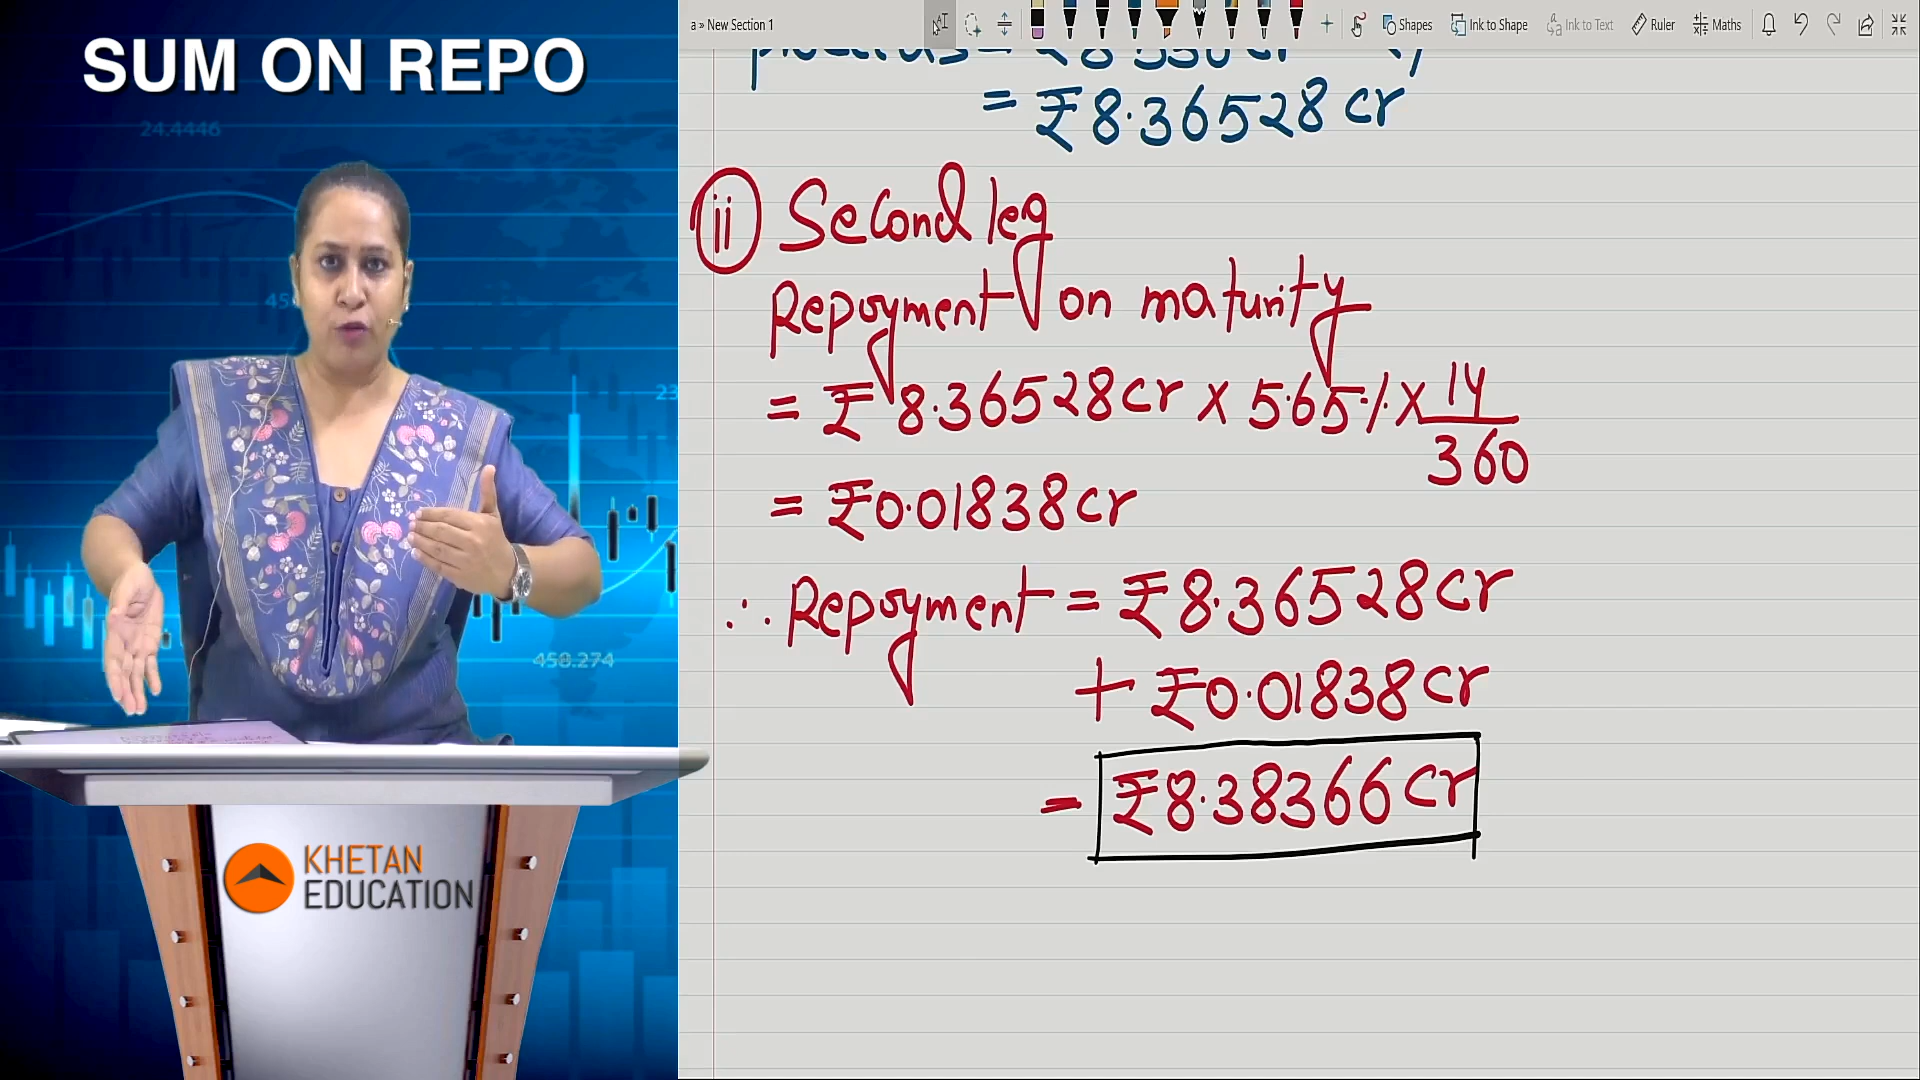 SUM ON REPO
24.4446
45
23
458.274
KHETAN
EDUCATION
a » New Section 1
Shapes
Ink to Shape
Ink to Text
Ruler
Maths
= ₹8.36528 cr
(ii) Second leg
Repayment on maturity
= ₹8.36528cr × 5.65% × 14/360
= ₹0.01838cr
∴ Repayment = ₹8.36528cr
+ ₹0.01838cr
= ₹8.38366 Cr